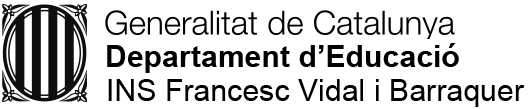 Generalitat de Catalunya
Departament d’Educació
INS Francesc Vidal i Barraquer